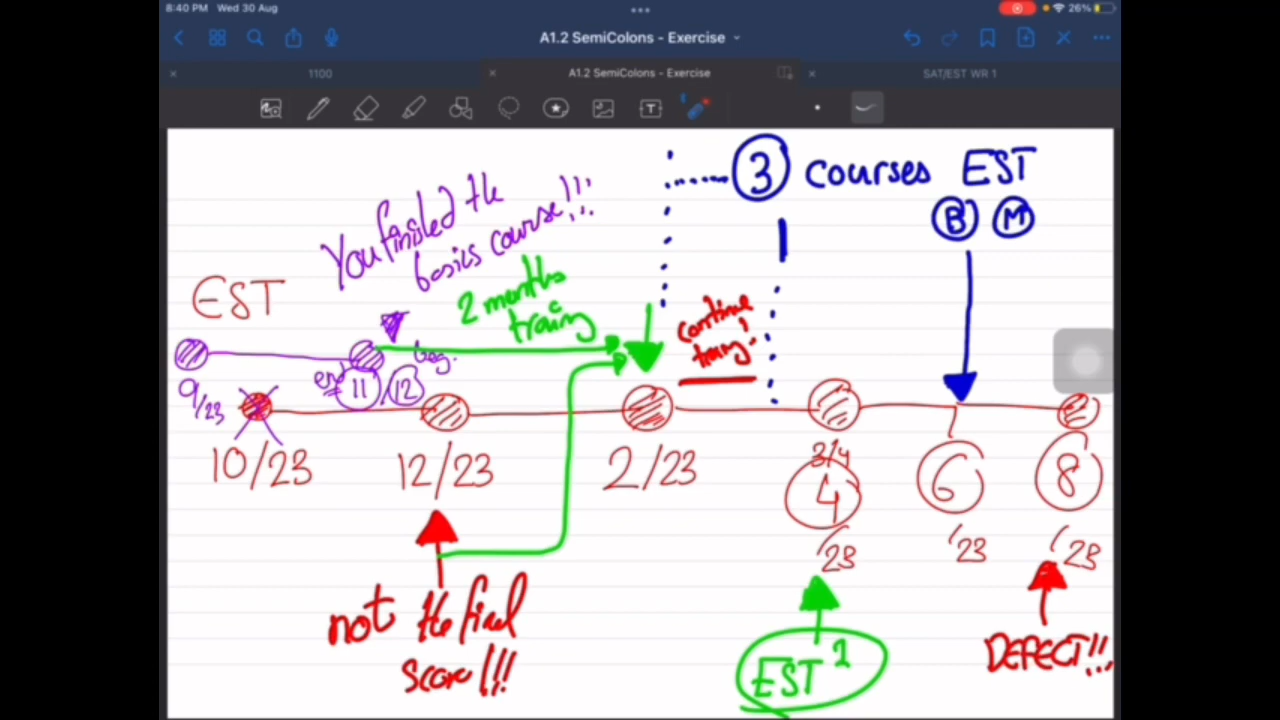 8:40 PM Wed 30 Aug
26%
A1.2 SemiColons - Exercise
1100
A1.2 SemiColons - Exercise
SAT/EST WR 1
3 courses EST
B M
You finished the
basics course!!!
EST
2 months
training
continue
end
beg.
11, 12
9/23
10/23
12/23
2/23
3/4
4
/23
6
/23
8
/23
not the final
score!!!
EST
DEFECT!!